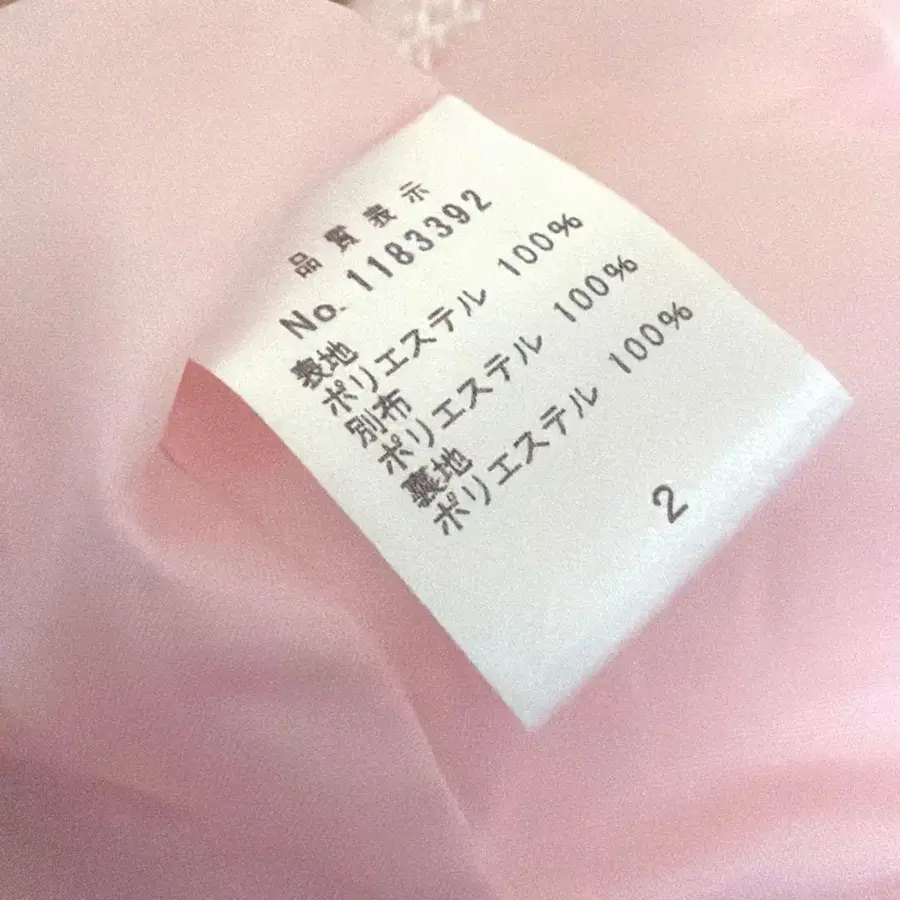 品質表示
No. 1183392
表地
ポリエステル 100%
別布
ポリエステル 100%
裏地
ポリエステル 100%
2